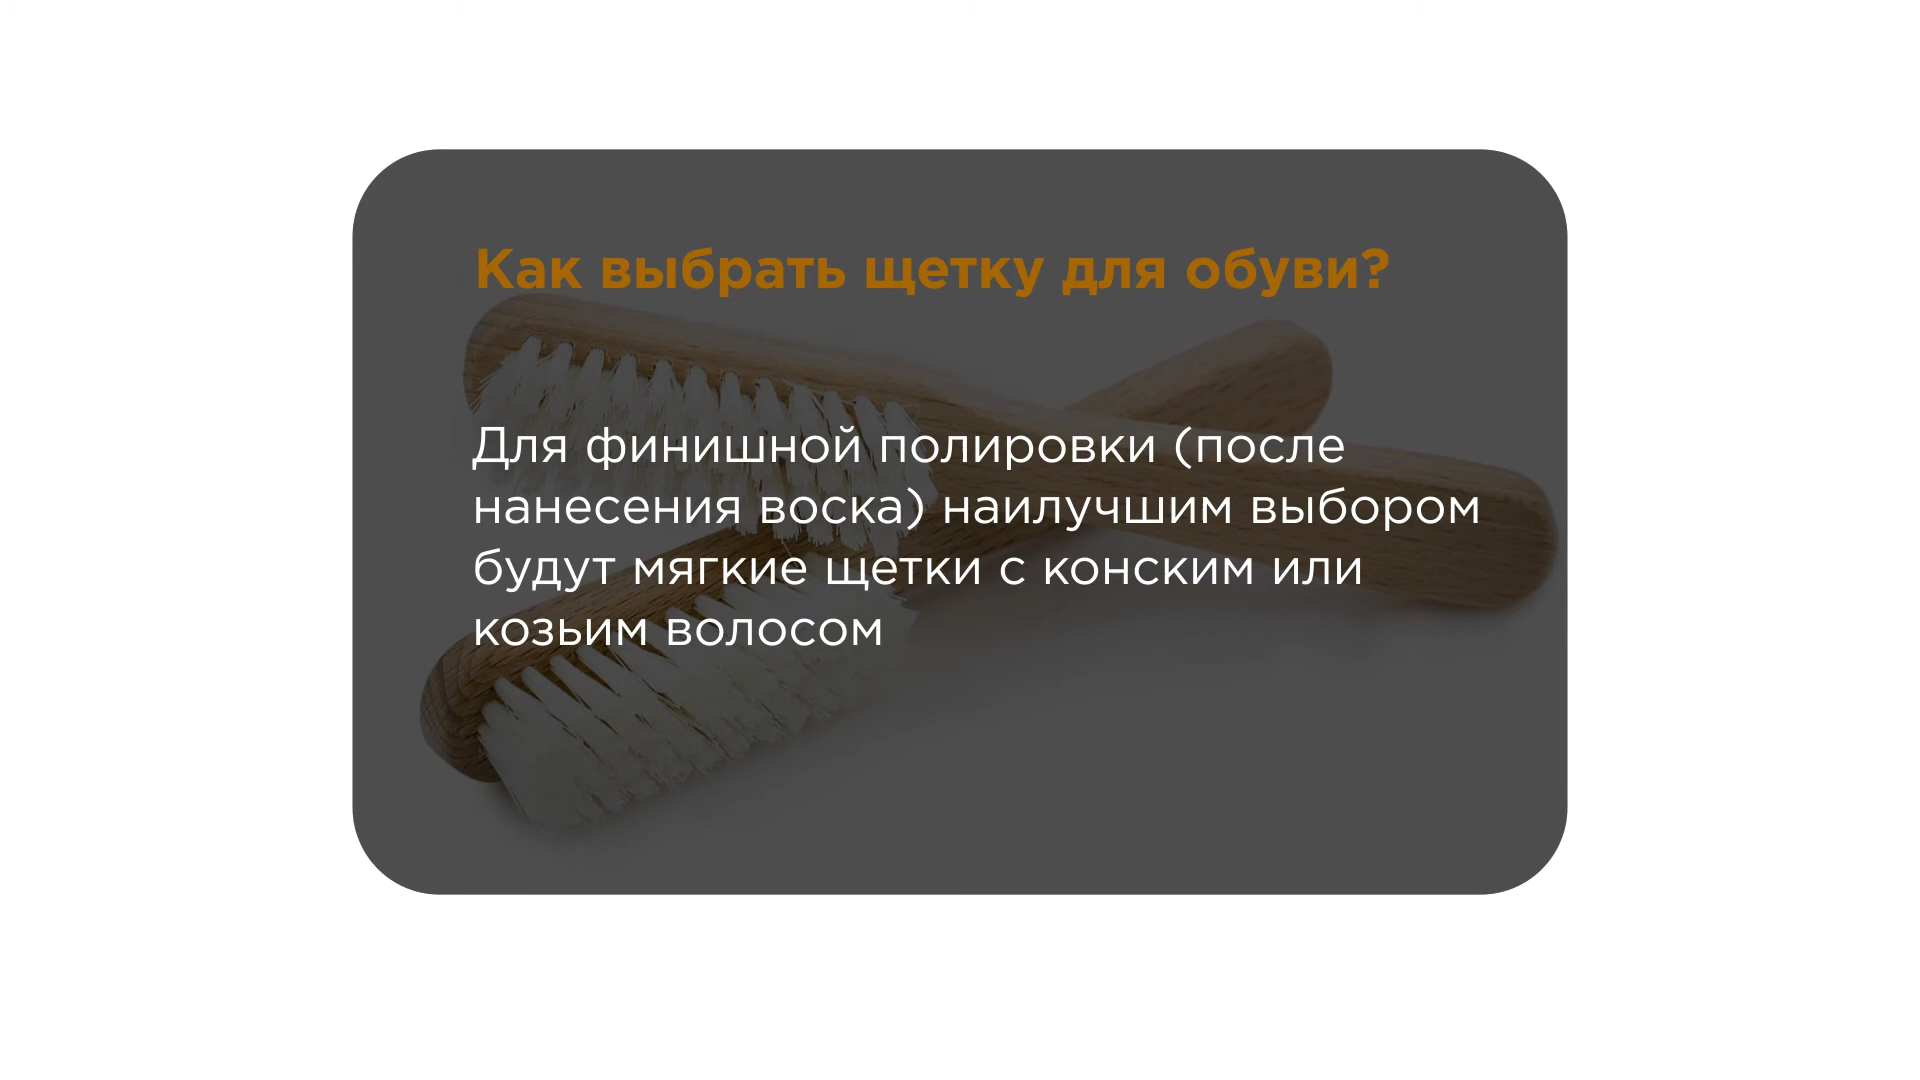 Как выбрать щетку для обуви?
Для финишной полировки (после
нанесения воска) наилучшим выбором
будут мягкие щетки с конским или
козьим волосом